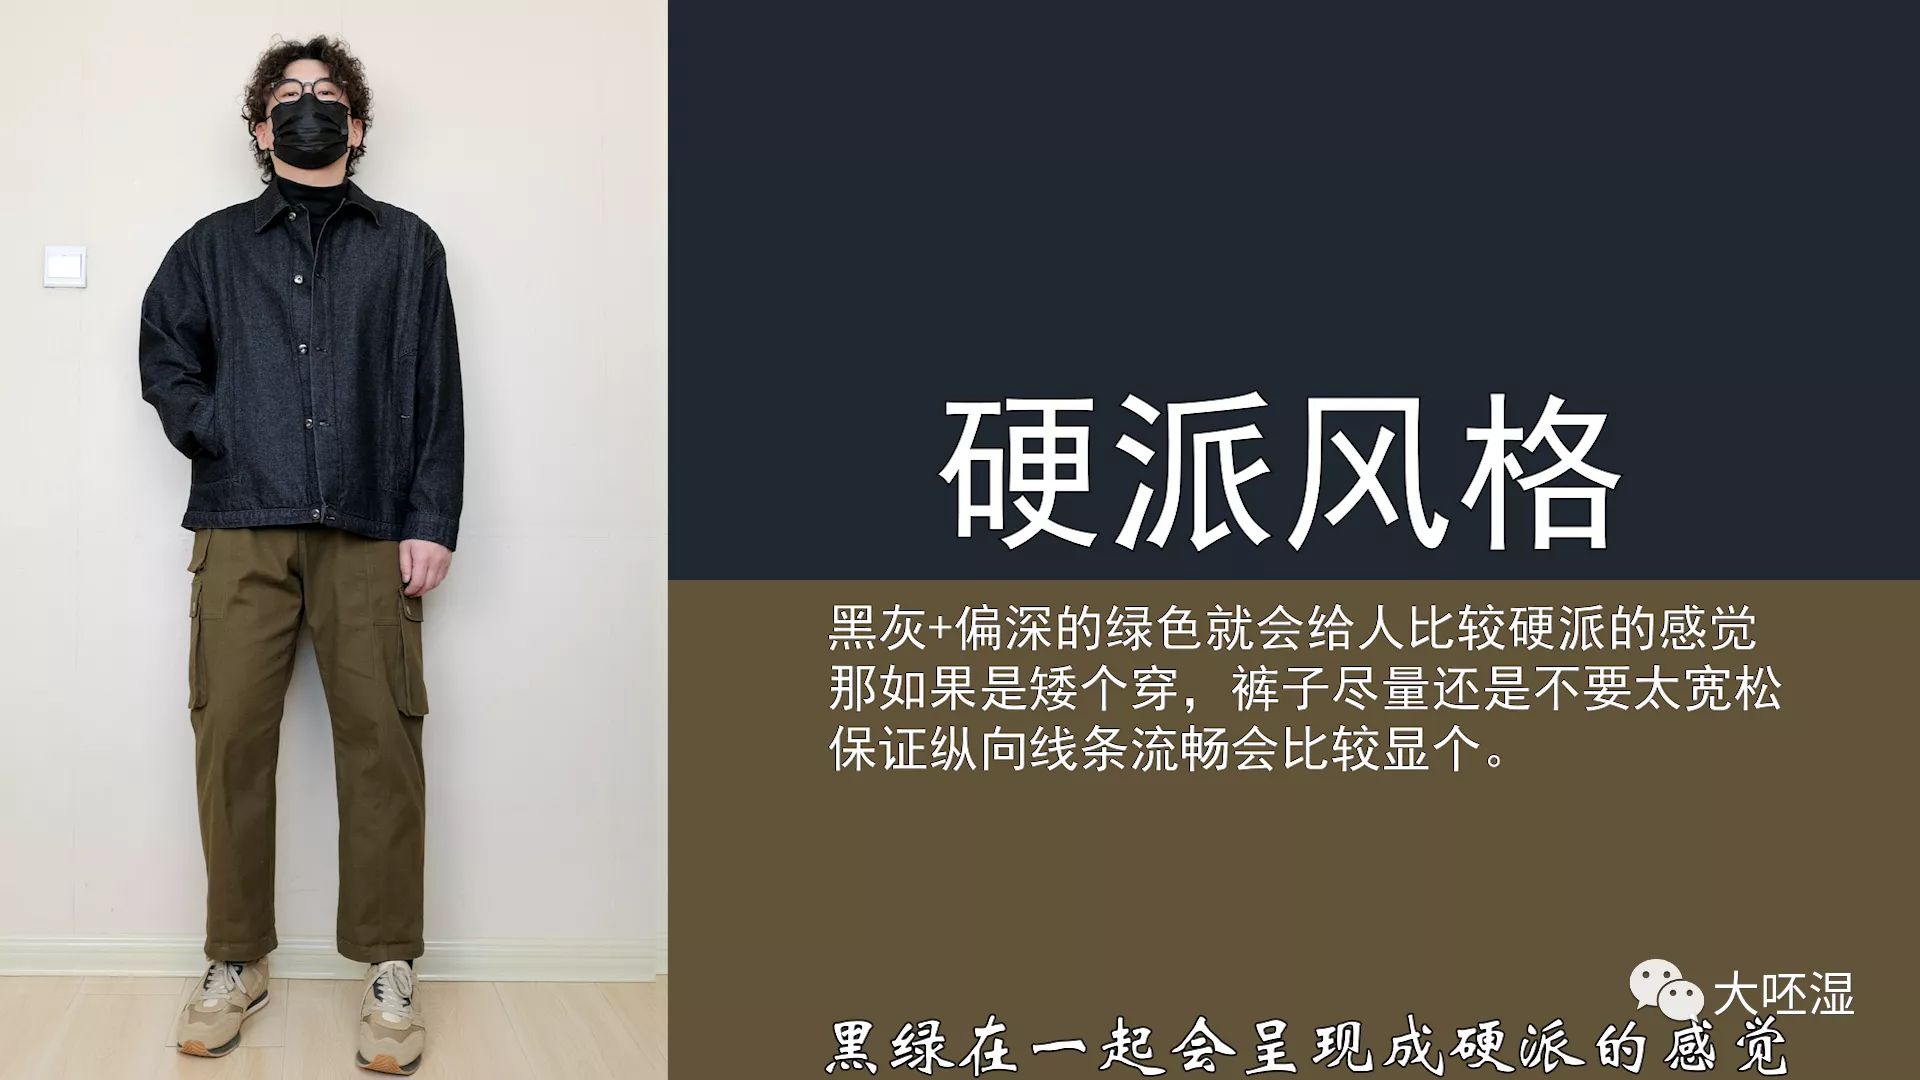 硬派风格
黑灰+偏深的绿色就会给人比较硬派的感觉
那如果是矮个穿，裤子尽量还是不要太宽松
保证纵向线条流畅会比较显个。
大呸湿
黑绿在一起会呈现成硬派的感觉